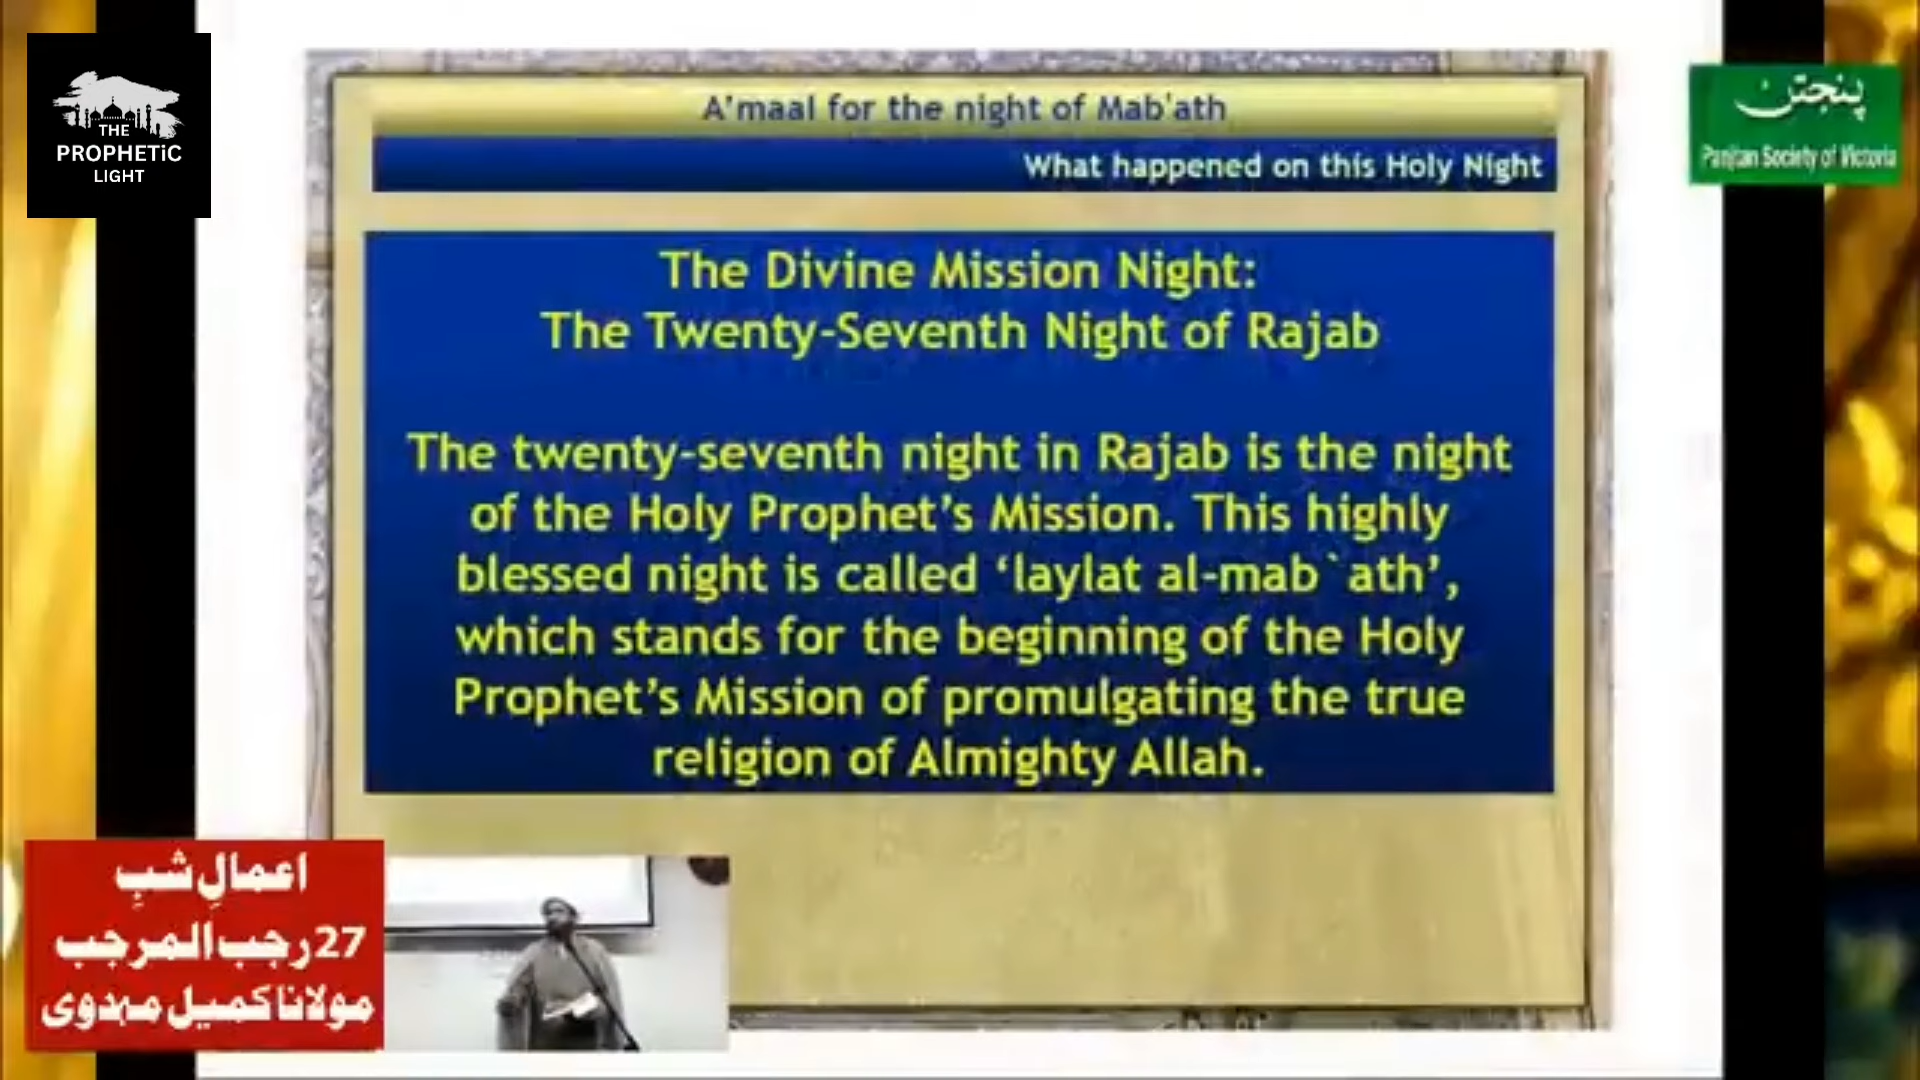 THE
PROPHETiC
LIGHT
A'maal for the night of Mab'ath
What happened on this Holy Night
پنجتن
Panjtan Society of Victoria
The Divine Mission Night:
The Twenty-Seventh Night of Rajab
The twenty-seventh night in Rajab is the night
of the Holy Prophet’s Mission. This highly
blessed night is called ‘laylat al-mab`ath’,
which stands for the beginning of the Holy
Prophet’s Mission of promulgating the true
religion of Almighty Allah.
اعمالِ شبِ
27 رجب المرجب
مولانا کمیل مہدوی